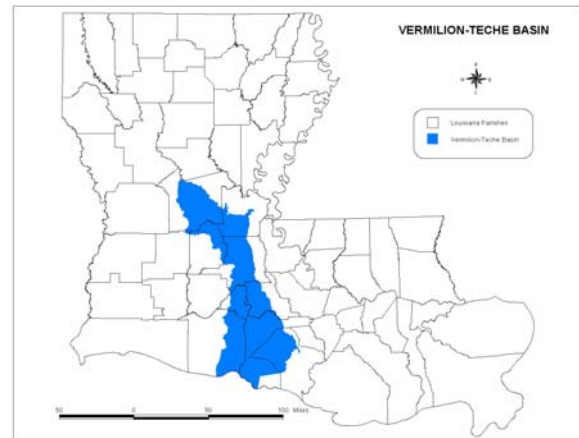 VERMILION-TECHE BASIN
N
W E
S
Louisiana Parishes
Vermilion-Teche Basin
50 0 50 100 Miles